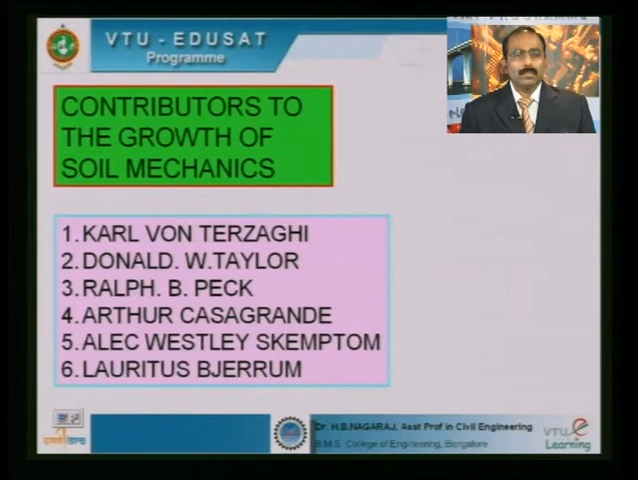 VTU - EDUSAT
Programme
CONTRIBUTORS TO
THE GROWTH OF
SOIL MECHANICS
1. KARL VON TERZAGHI
2. DONALD. W.TAYLOR
3. RALPH. B. PECK
4. ARTHUR CASAGRANDE
5. ALEC WESTLEY SKEMPTOM
6. LAURITUS BJERRUM
Dr. H.B.NAGARAJ, Asst Prof in Civil Engineering
B.M.S. College of Engineering, Bangalore
VTU e
Learning